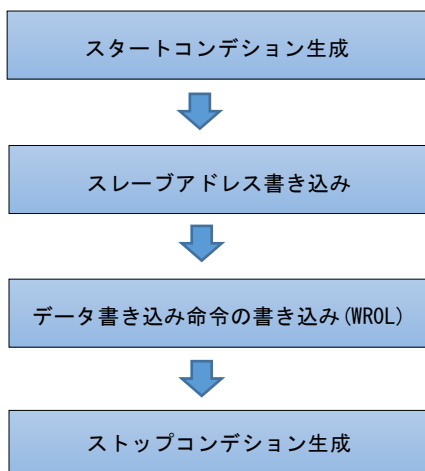 スタートコンデション生成
スレーブアドレス書き込み
データ書き込み命令の書き込み(WROL)
ストップコンデション生成